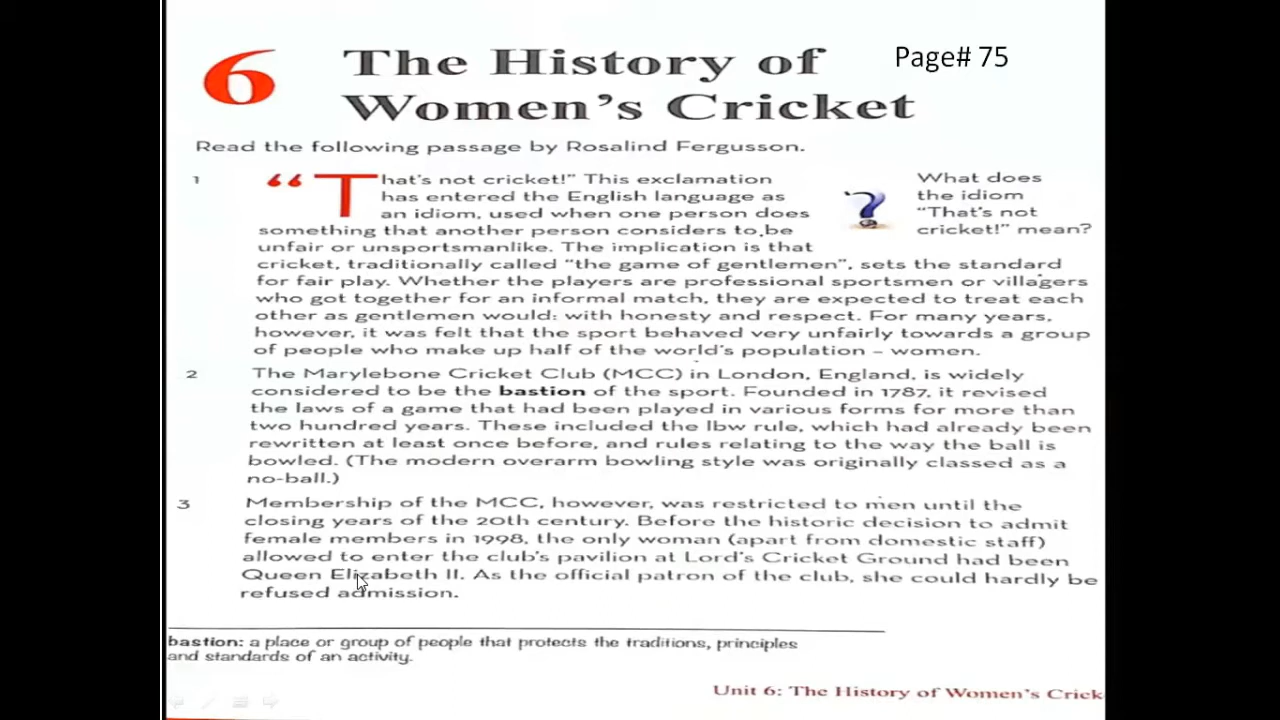 6
The History of
Women's Cricket
Page# 75
Read the following passage by Rosalind Fergusson.
1
“That's not cricket!” This exclamation
has entered the English language as
an idiom, used when one person does
something that another person considers to be
unfair or unsportsmanlike. The implication is that
cricket, traditionally called “the game of gentlemen”, sets the standard
for fair play. Whether the players are professional sportsmen or villagers
who got together for an informal match, they are expected to treat each
other as gentlemen would: with honesty and respect. For many years,
however, it was felt that the sport behaved very unfairly towards a group
of people who make up half of the world's population – women.
?
What does
the idiom
“That's not
cricket!” mean?
2
The Marylebone Cricket Club (MCC) in London, England, is widely
considered to be the bastion of the sport. Founded in 1787, it revised
the laws of a game that had been played in various forms for more than
two hundred years. These included the lbw rule, which had already been
rewritten at least once before, and rules relating to the way the ball is
bowled. (The modern overarm bowling style was originally classed as a
no-ball.)
3
Membership of the MCC, however, was restricted to men until the
closing years of the 20th century. Before the historic decision to admit
female members in 1998, the only woman (apart from domestic staff)
allowed to enter the club's pavilion at Lord's Cricket Ground had been
Queen Elizabeth II. As the official patron of the club, she could hardly be
refused admission.
bastion: a place or group of people that protects the traditions, principles
and standards of an activity.
Unit 6: The History of Women's Crick